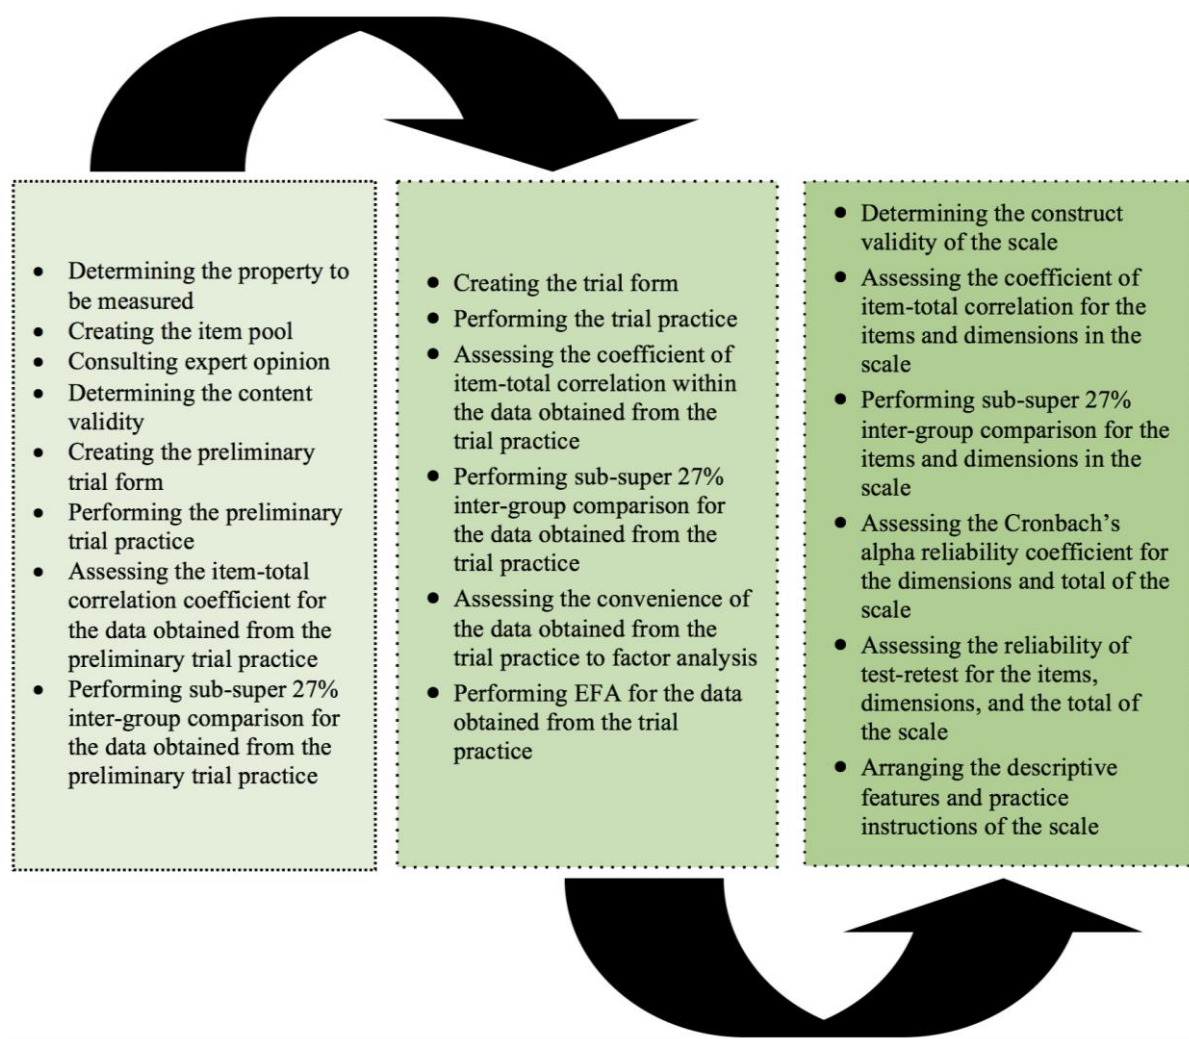 • Determining the property to
be measured
• Creating the item pool
• Consulting expert opinion
• Determining the content
validity
• Creating the preliminary
trial form
• Performing the preliminary
trial practice
• Assessing the item-total
correlation coefficient for
the data obtained from the
preliminary trial practice
• Performing sub-super 27%
inter-group comparison for
the data obtained from the
preliminary trial practice
• Creating the trial form
• Performing the trial practice
• Assessing the coefficient of
item-total correlation within
the data obtained from the
trial practice
• Performing sub-super 27%
inter-group comparison for
the data obtained from the
trial practice
• Assessing the convenience of
the data obtained from the
trial practice to factor analysis
• Performing EFA for the data
obtained from the trial
practice
• Determining the construct
validity of the scale
• Assessing the coefficient of
item-total correlation for the
items and dimensions in the
scale
• Performing sub-super 27%
inter-group comparison for the
items and dimensions in the
scale
• Assessing the Cronbach’s
alpha reliability coefficient for
the dimensions and total of the
scale
• Assessing the reliability of
test-retest for the items,
dimensions, and the total of
the scale
• Arranging the descriptive
features and practice
instructions of the scale